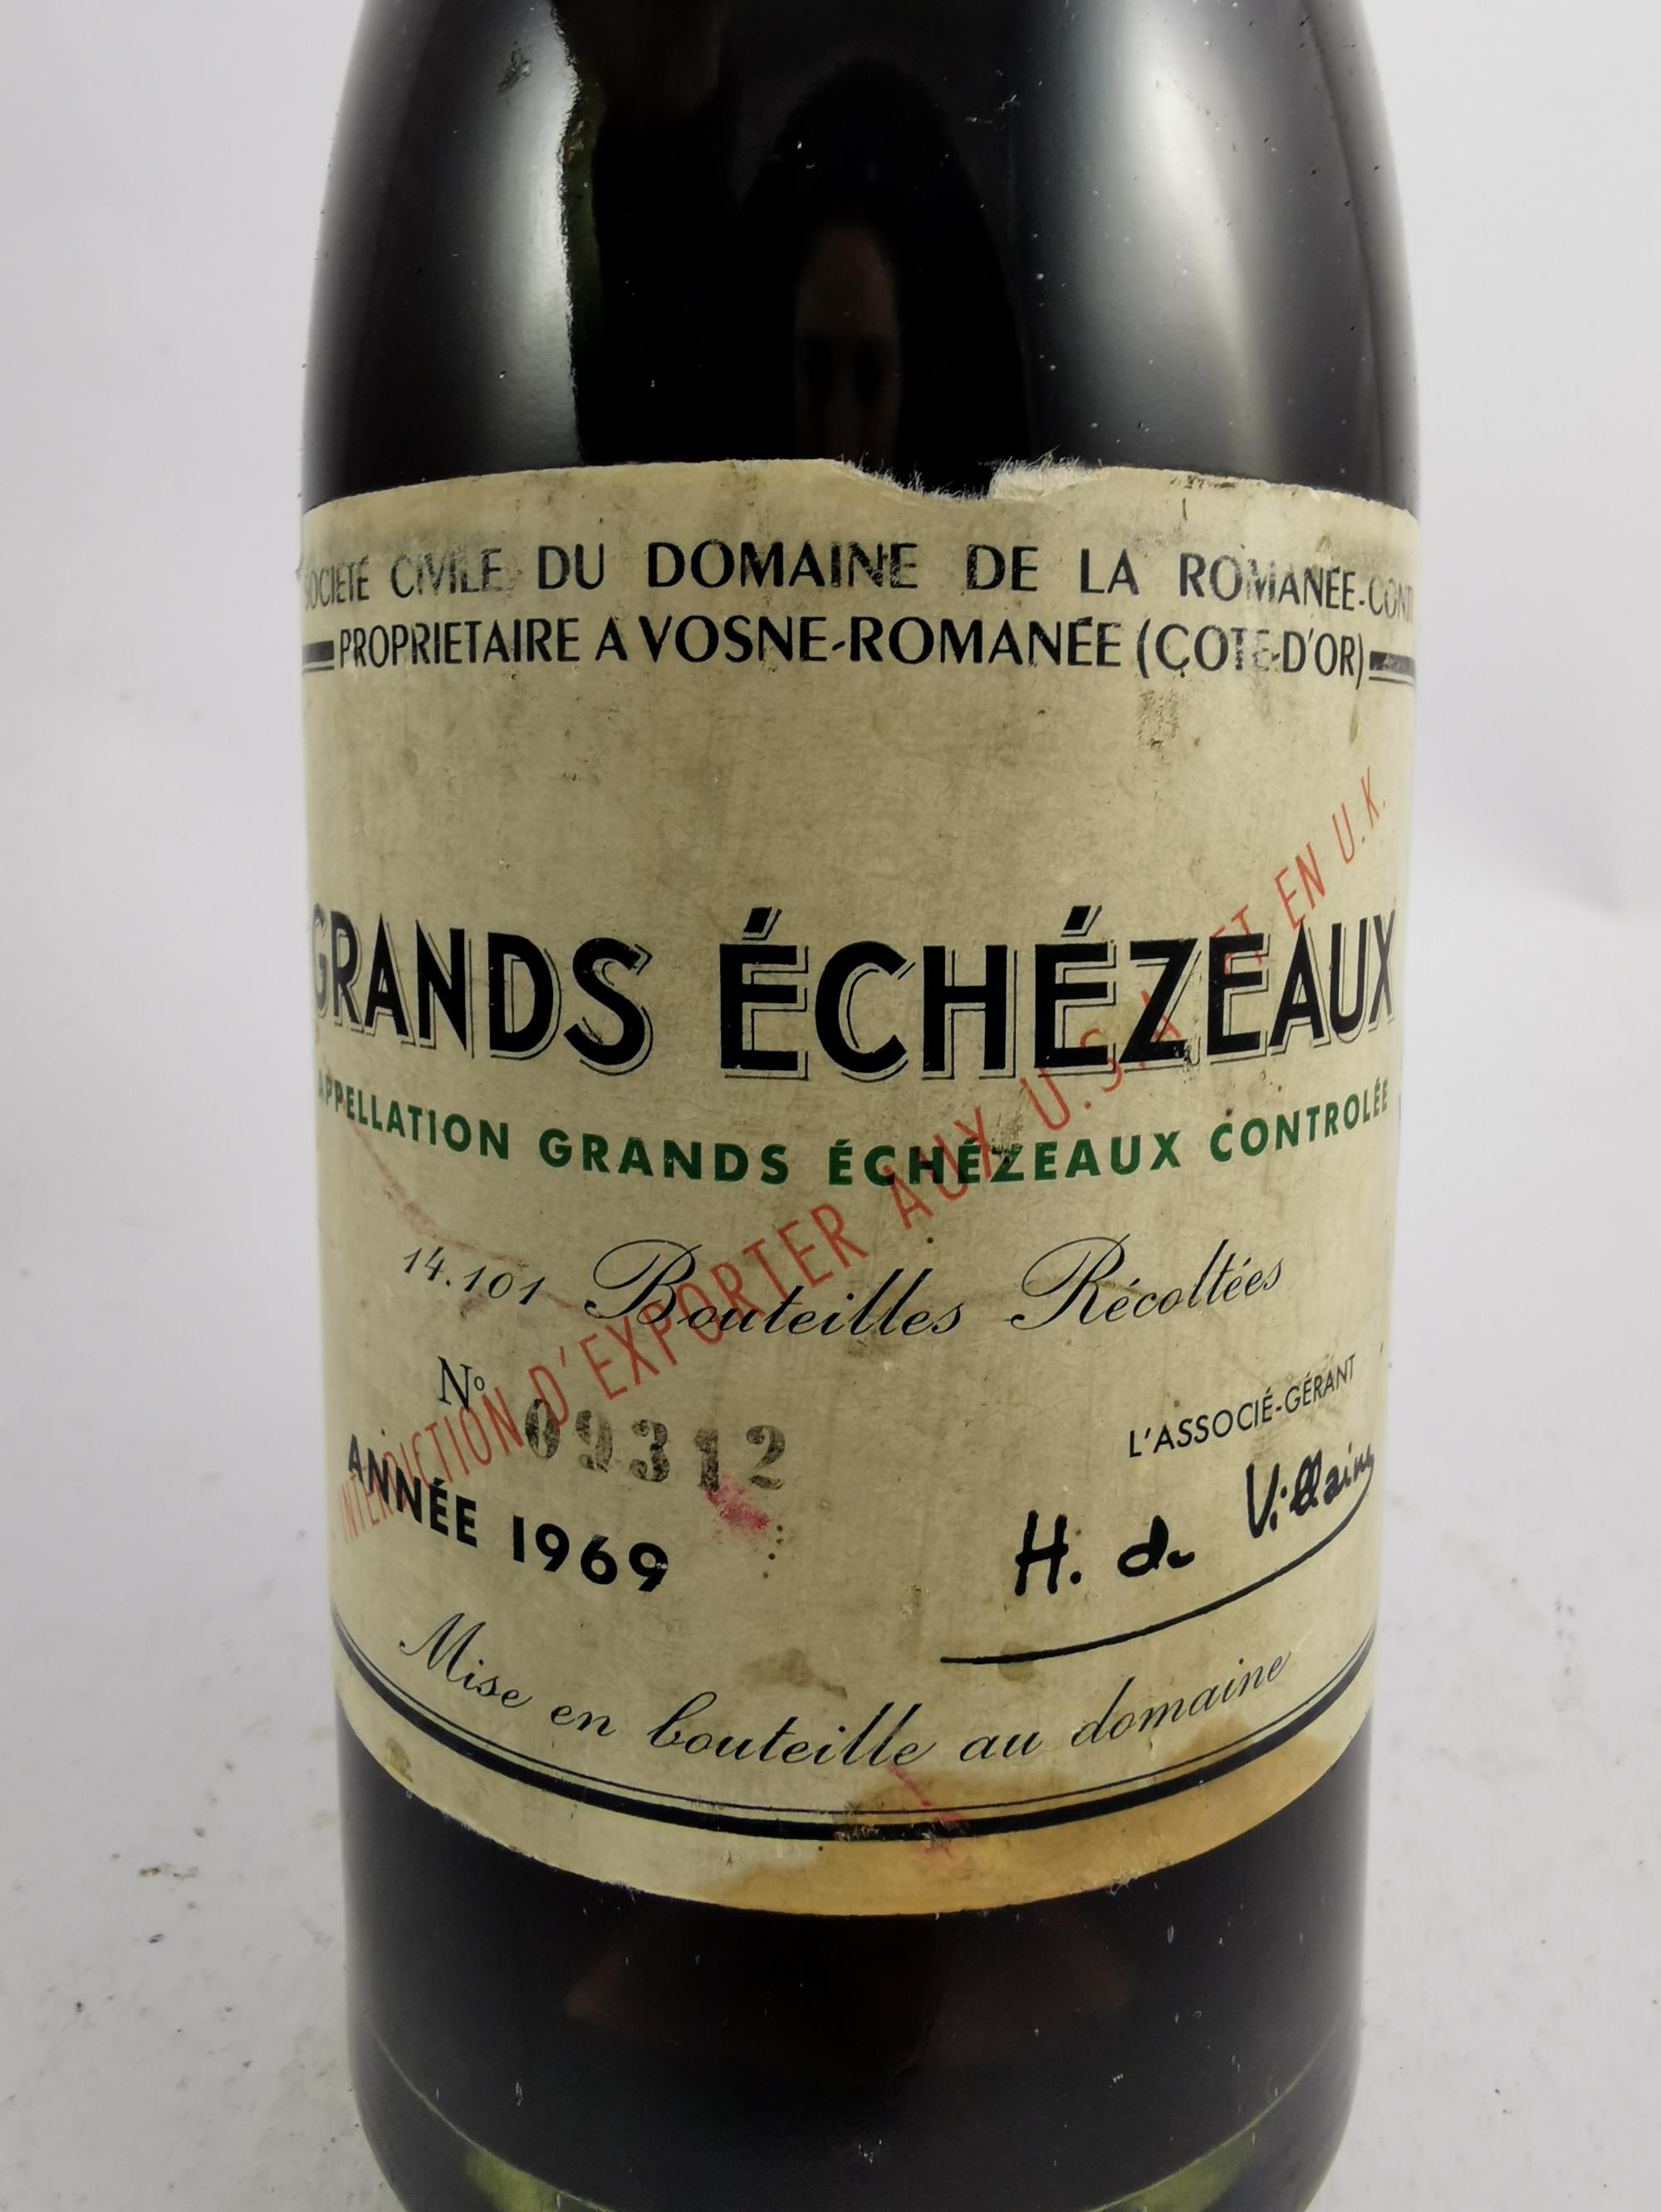 SOCIETE CIVILE DU DOMAINE DE LA ROMANÉE-CONTI
PROPRIETAIRE A VOSNE-ROMANÉE (COTE-D'OR)
GRANDS ÉCHÉZEAUX
APPELLATION GRANDS ÉCHÉZEAUX CONTROLÉE
INTERDICTION D'EXPORTER AUX U.S.A ET EN U.K.
14.101 Bouteilles Récoltées
Nº 09312
ANNÉE 1969
L'ASSOCIÉ-GÉRANT
H. de Villaine
Mise en bouteille au domaine